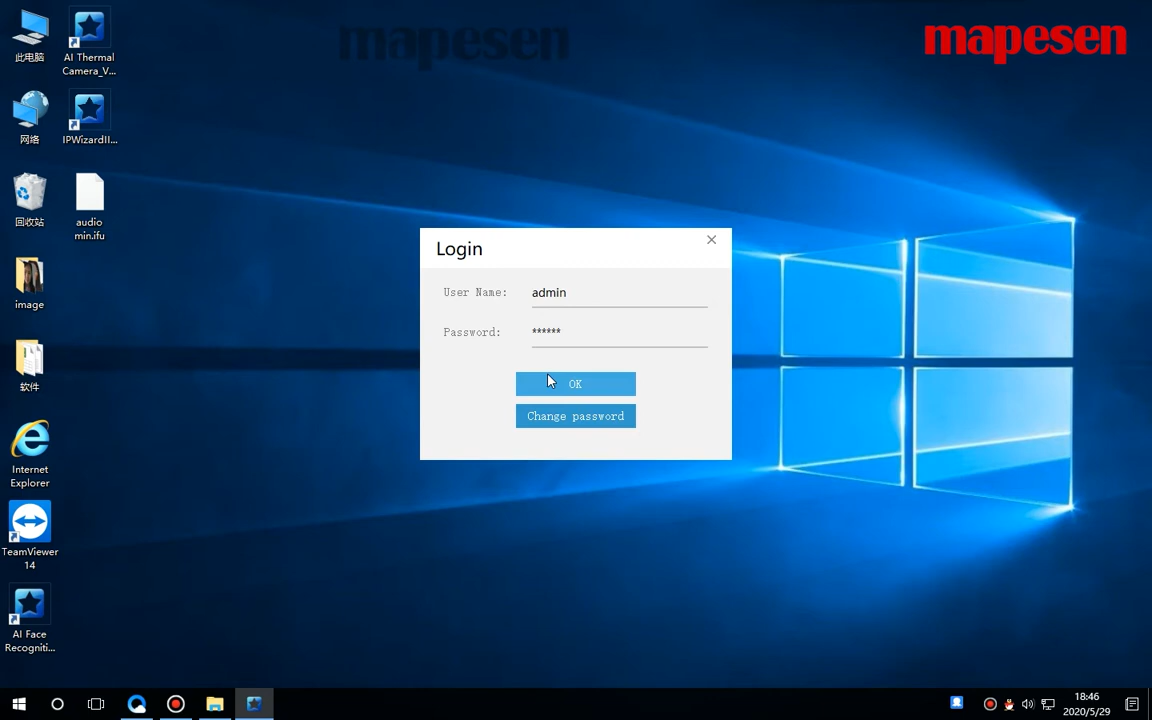 mapesen
mapesen
此电脑
AI Thermal
Camera_V...
网络
IPWizardII...
回收站
audio
min.ifu
image
软件
Internet
Explorer
TeamViewer
14
AI Face
Recogniti...
Login
User Name:
admin
Password:
******
OK
Change password
18:46
2020/5/29